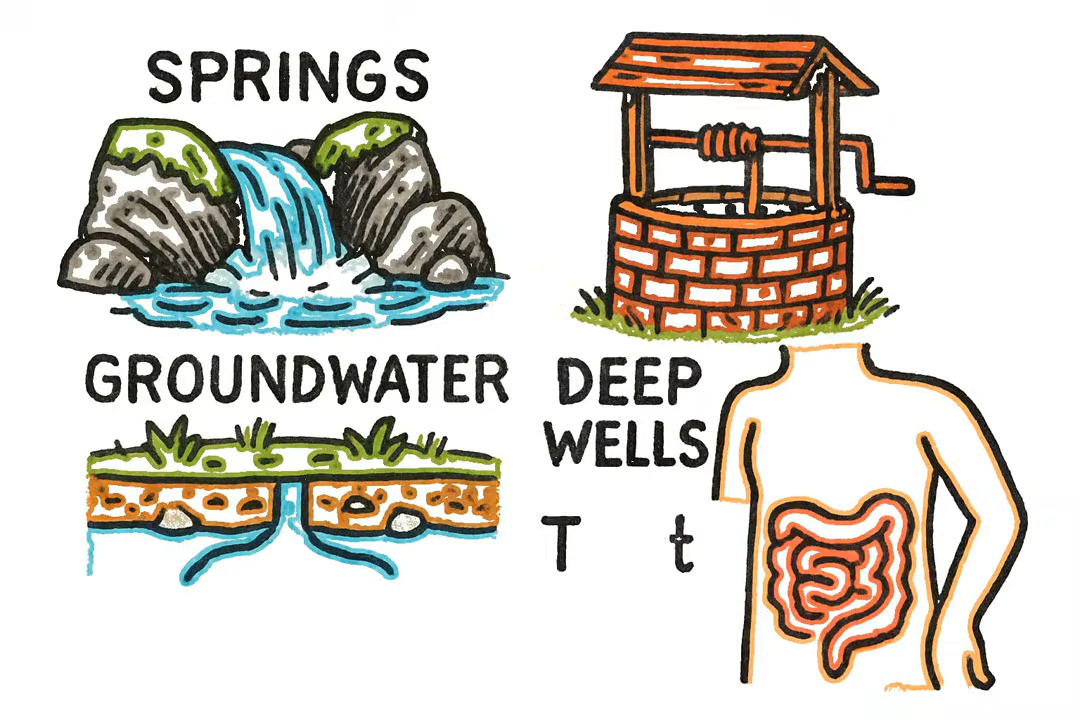 SPRINGS
GROUNDWATER
DEEP
WELLS
T t